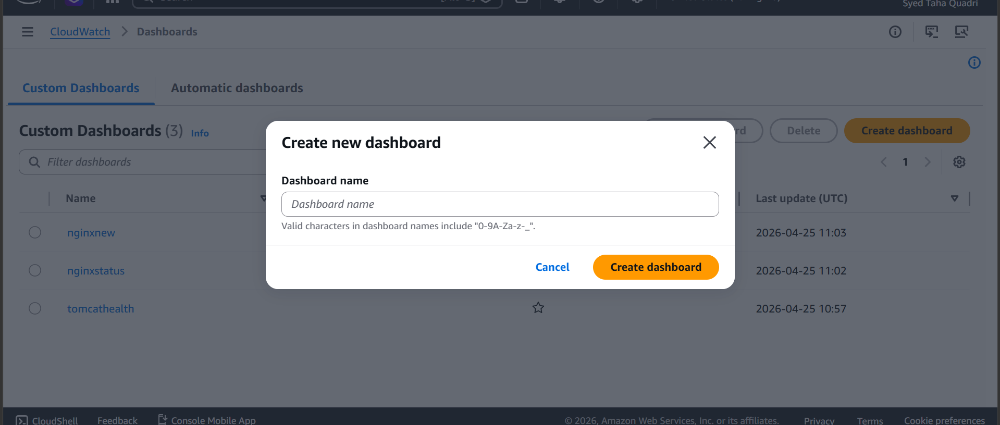 Syed Taha Quadri
CloudWatch > Dashboards
Custom Dashboards
Automatic dashboards
Custom Dashboards (3) Info
rd
Delete
Create dashboard
Filter dashboards
1
Name
Last update (UTC)
nginxnew
2026-04-25 11:03
nginxstatus
2026-04-25 11:02
tomcathealth
2026-04-25 10:57
Create new dashboard
Dashboard name
Dashboard name
Valid characters in dashboard names include "0-9A-Za-z-_".
Cancel
Create dashboard
CloudShell
Feedback
Console Mobile App
© 2026, Amazon Web Services, Inc. or its affiliates.
Privacy
Terms
Cookie preferences